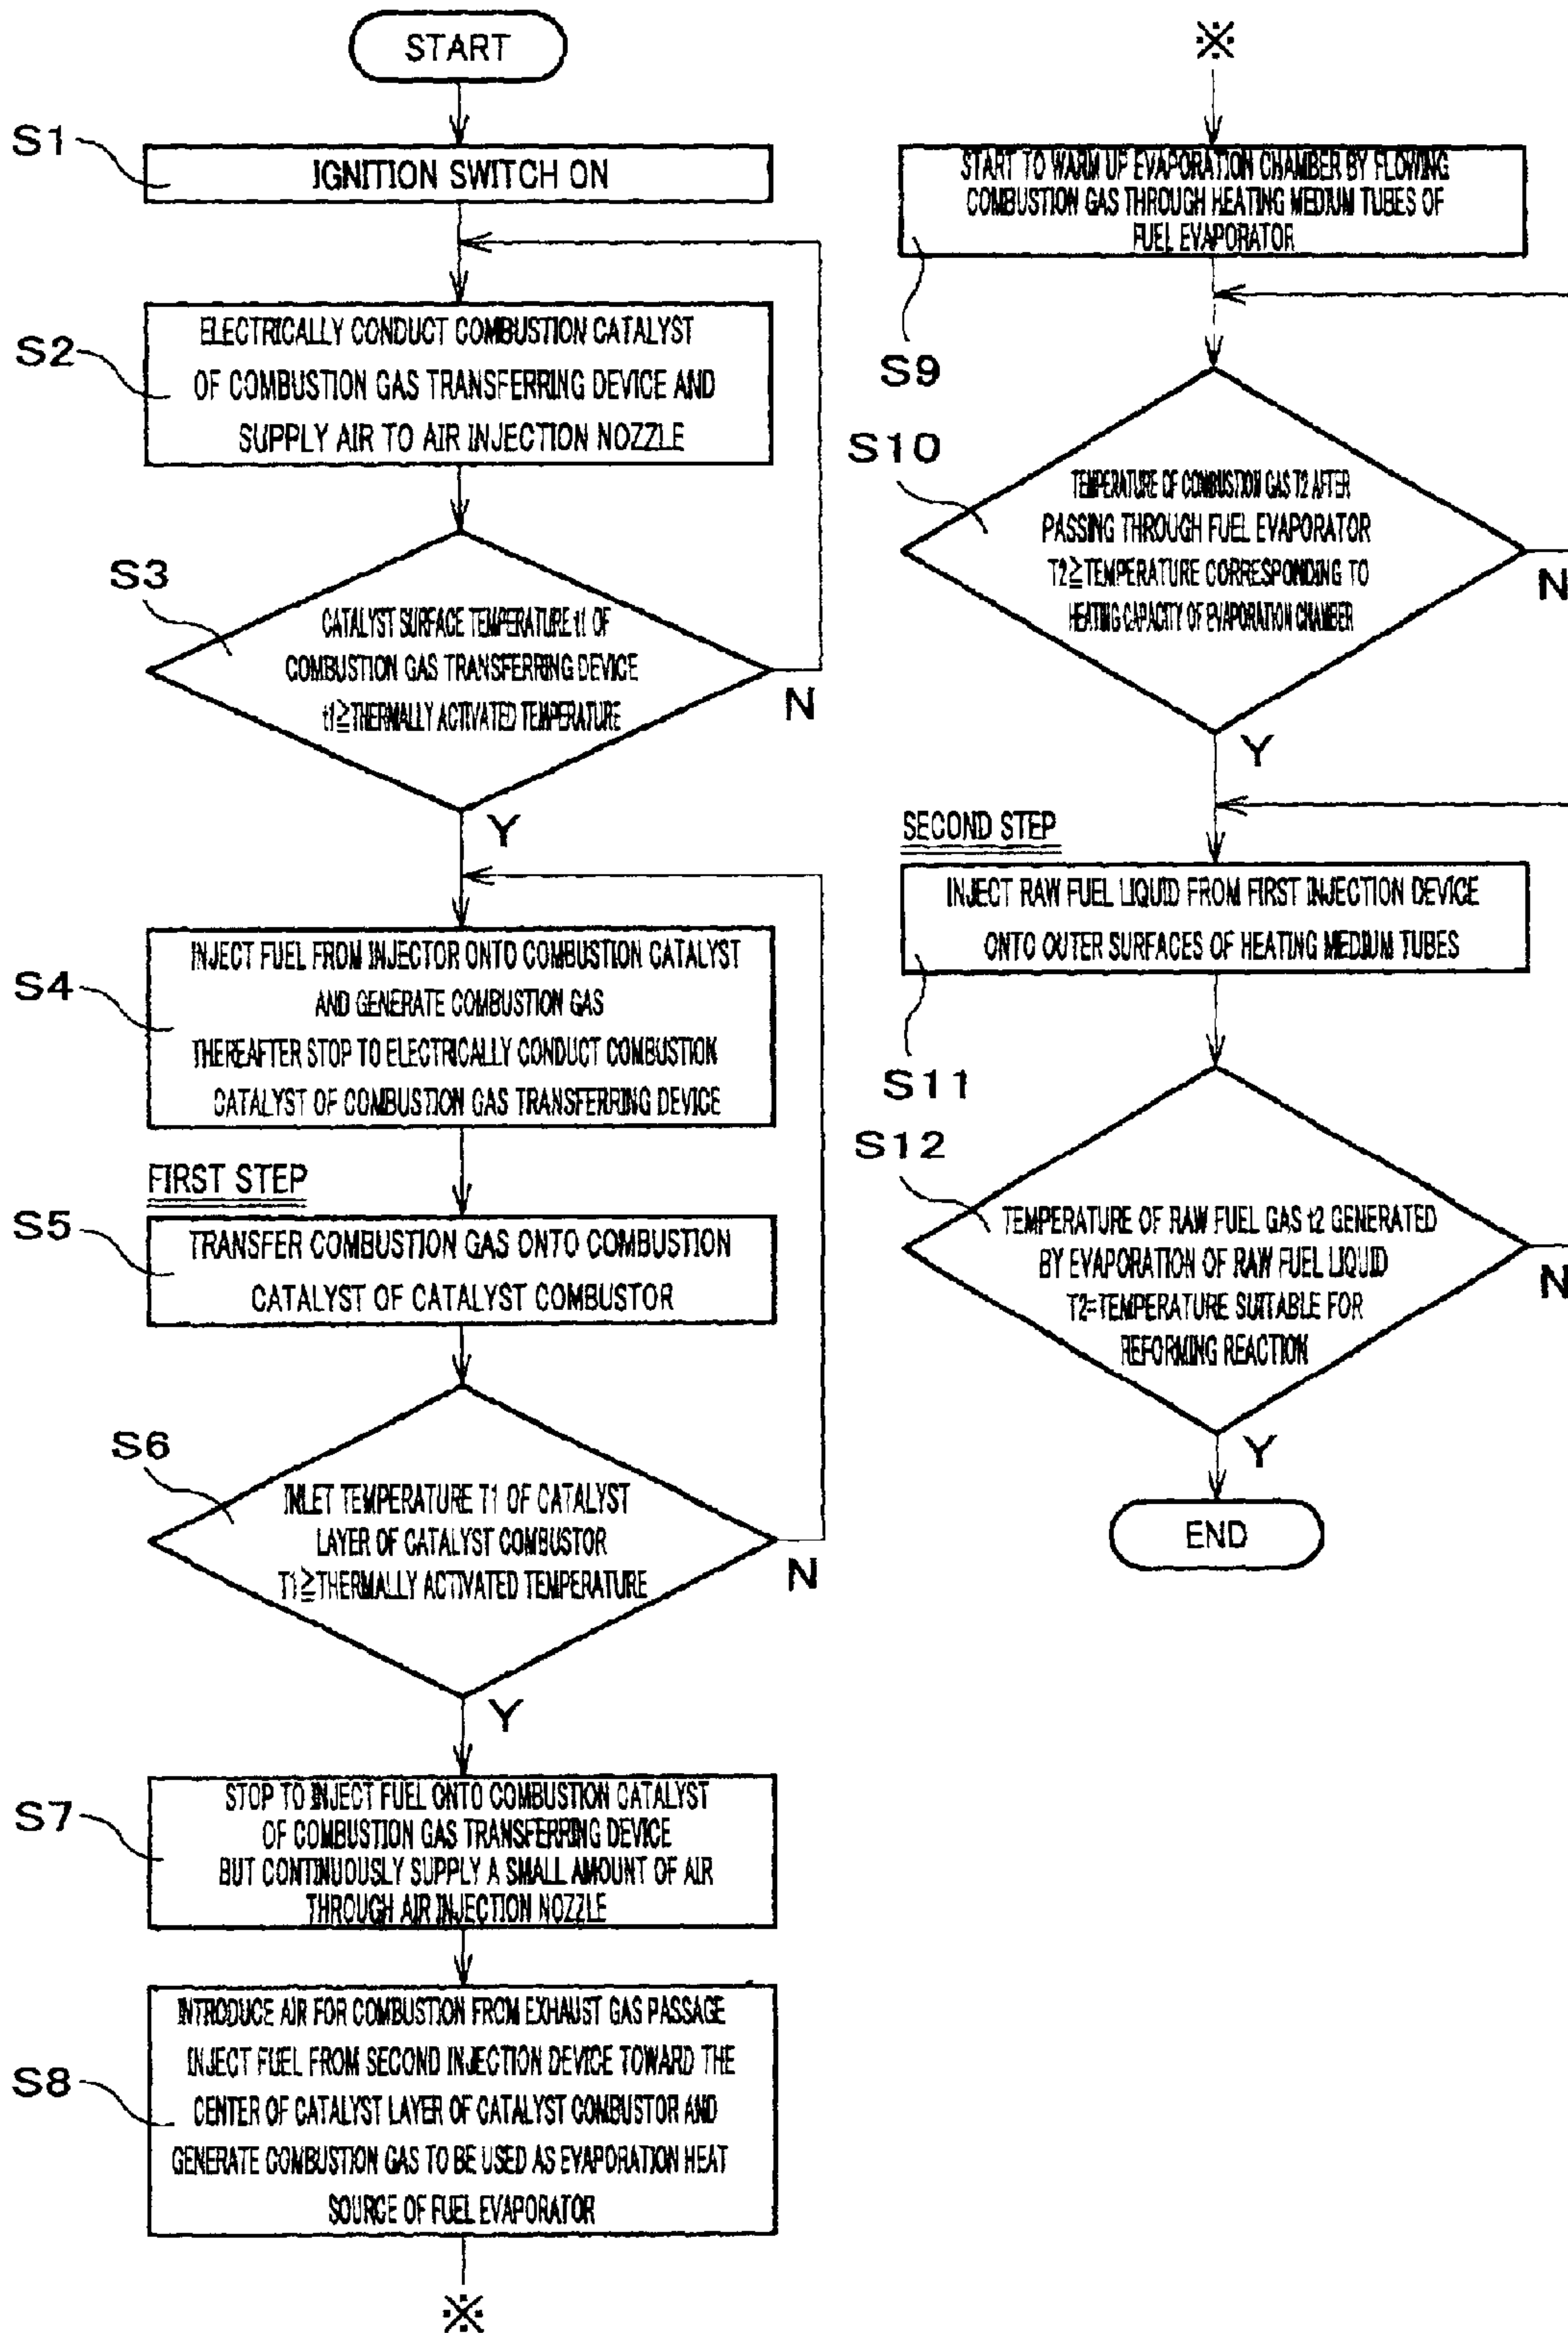 START
S1
IGNITION SWITCH ON
S2
ELECTRICALLY CONDUCT COMBUSTION CATALYST
OF COMBUSTION GAS TRANSFERRING DEVICE AND
SUPPLY AIR TO AIR INJECTION NOZZLE
S3
CATALYST SURFACE TEMPERATURE t1 OF
COMBUSTION GAS TRANSFERRING DEVICE
t1≧THERMALLY ACTIVATED TEMPERATURE
N
Y
S4
INJECT FUEL FROM INJECTOR ONTO COMBUSTION CATALYST
AND GENERATE COMBUSTION GAS
THEREAFTER STOP TO ELECTRICALLY CONDUCT COMBUSTION
CATALYST OF COMBUSTION GAS TRANSFERRING DEVICE
FIRST STEP
S5
TRANSFER COMBUSTION GAS ONTO COMBUSTION
CATALYST OF CATALYST COMBUSTOR
S6
INLET TEMPERATURE T1 OF CATALYST
LAYER OF CATALYST COMBUSTOR
T1≧THERMALLY ACTIVATED TEMPERATURE
N
Y
S7
STOP TO INJECT FUEL ONTO COMBUSTION CATALYST
OF COMBUSTION GAS TRANSFERRING DEVICE
BUT CONTINUOUSLY SUPPLY A SMALL AMOUNT OF AIR
THROUGH AIR INJECTION NOZZLE
S8
INTRODUCE AIR FOR COMBUSTION FROM EXHAUST GAS PASSAGE
INJECT FUEL FROM SECOND INJECTION DEVICE TOWARD THE
CENTER OF CATALYST LAYER OF CATALYST COMBUSTOR AND
GENERATE COMBUSTION GAS TO BE USED AS EVAPORATION HEAT
SOURCE OF FUEL EVAPORATOR
※
※
START TO WARM UP EVAPORATION CHAMBER BY FLOWING
COMBUSTION GAS THROUGH HEATING MEDIUM TUBES OF
FUEL EVAPORATOR
S9
S10
TEMPERATURE OF COMBUSTION GAS T2 AFTER
PASSING THROUGH FUEL EVAPORATOR
T2≧TEMPERATURE CORRESPONDING TO
HEATING CAPACITY OF EVAPORATION CHAMBER
N
Y
SECOND STEP
INJECT RAW FUEL LIQUID FROM FIRST INJECTION DEVICE
ONTO OUTER SURFACES OF HEATING MEDIUM TUBES
S11
S12
TEMPERATURE OF RAW FUEL GAS t2 GENERATED
BY EVAPORATION OF RAW FUEL LIQUID
T2=TEMPERATURE SUITABLE FOR
REFORMING REACTION
N
Y
END